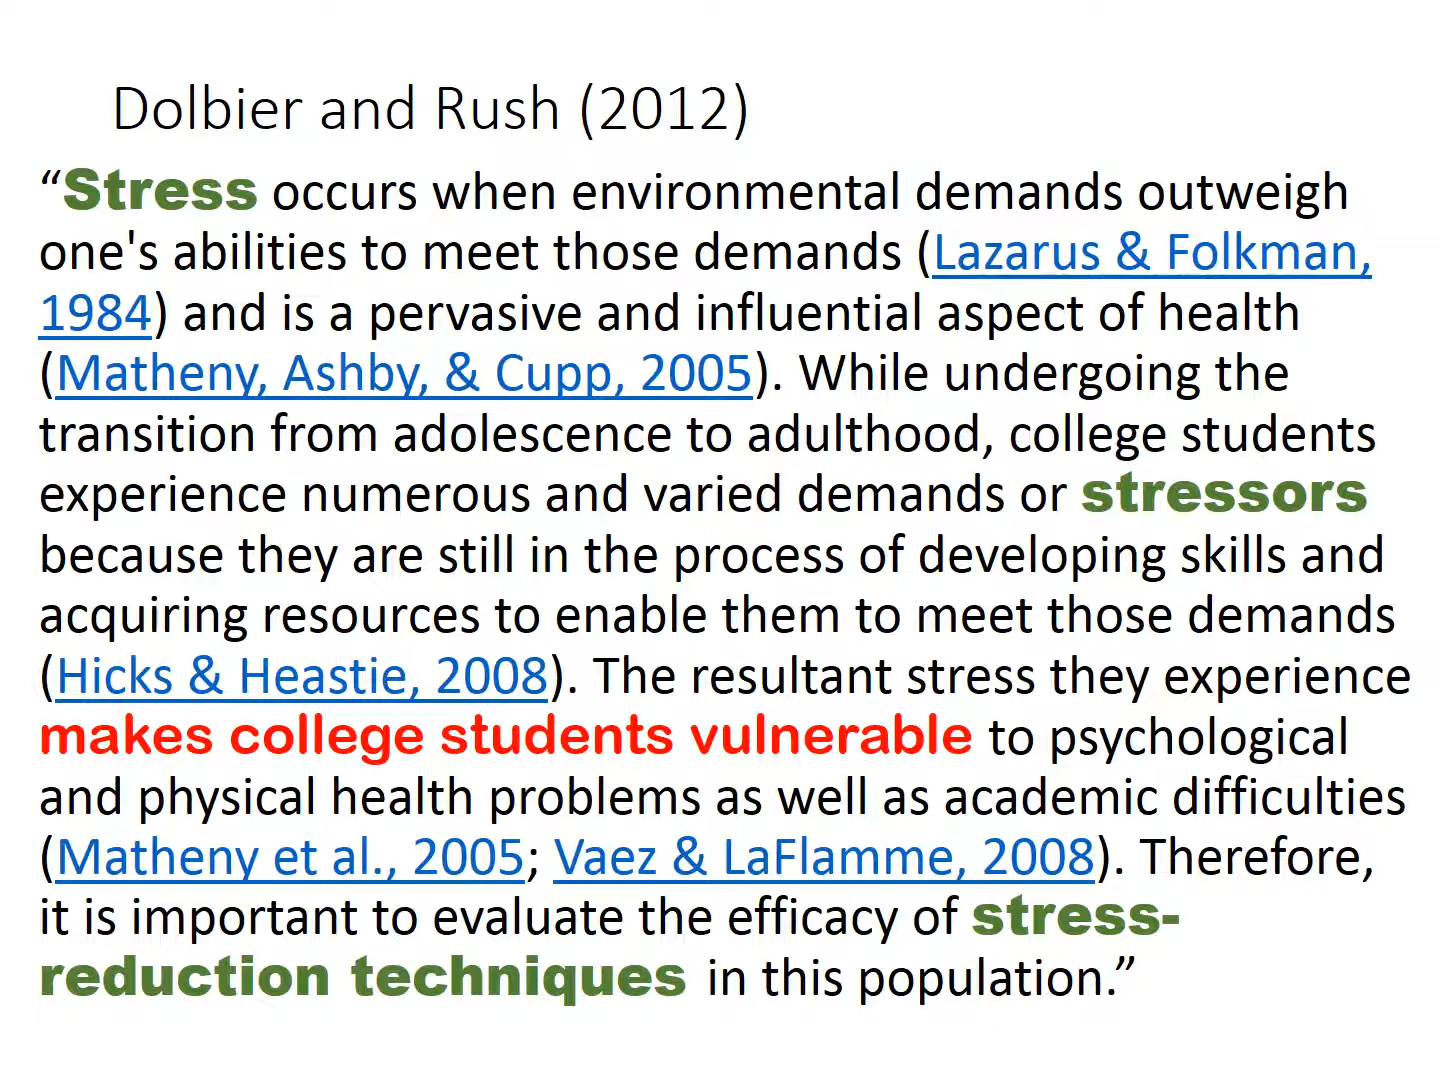 Dolbier and Rush (2012)
“Stress occurs when environmental demands outweigh
one's abilities to meet those demands (Lazarus & Folkman,
1984) and is a pervasive and influential aspect of health
(Matheny, Ashby, & Cupp, 2005). While undergoing the
transition from adolescence to adulthood, college students
experience numerous and varied demands or stressors
because they are still in the process of developing skills and
acquiring resources to enable them to meet those demands
(Hicks & Heastie, 2008). The resultant stress they experience
makes college students vulnerable to psychological
and physical health problems as well as academic difficulties
(Matheny et al., 2005; Vaez & LaFlamme, 2008). Therefore,
it is important to evaluate the efficacy of stress-
reduction techniques in this population.”